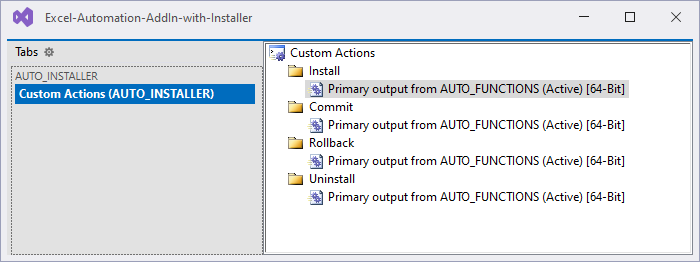 Excel-Automation-AddIn-with-Installer
Tabs
AUTO_INSTALLER
Custom Actions (AUTO_INSTALLER)
Custom Actions
Install
Primary output from AUTO_FUNCTIONS (Active) [64-Bit]
Commit
Primary output from AUTO_FUNCTIONS (Active) [64-Bit]
Rollback
Primary output from AUTO_FUNCTIONS (Active) [64-Bit]
Uninstall
Primary output from AUTO_FUNCTIONS (Active) [64-Bit]